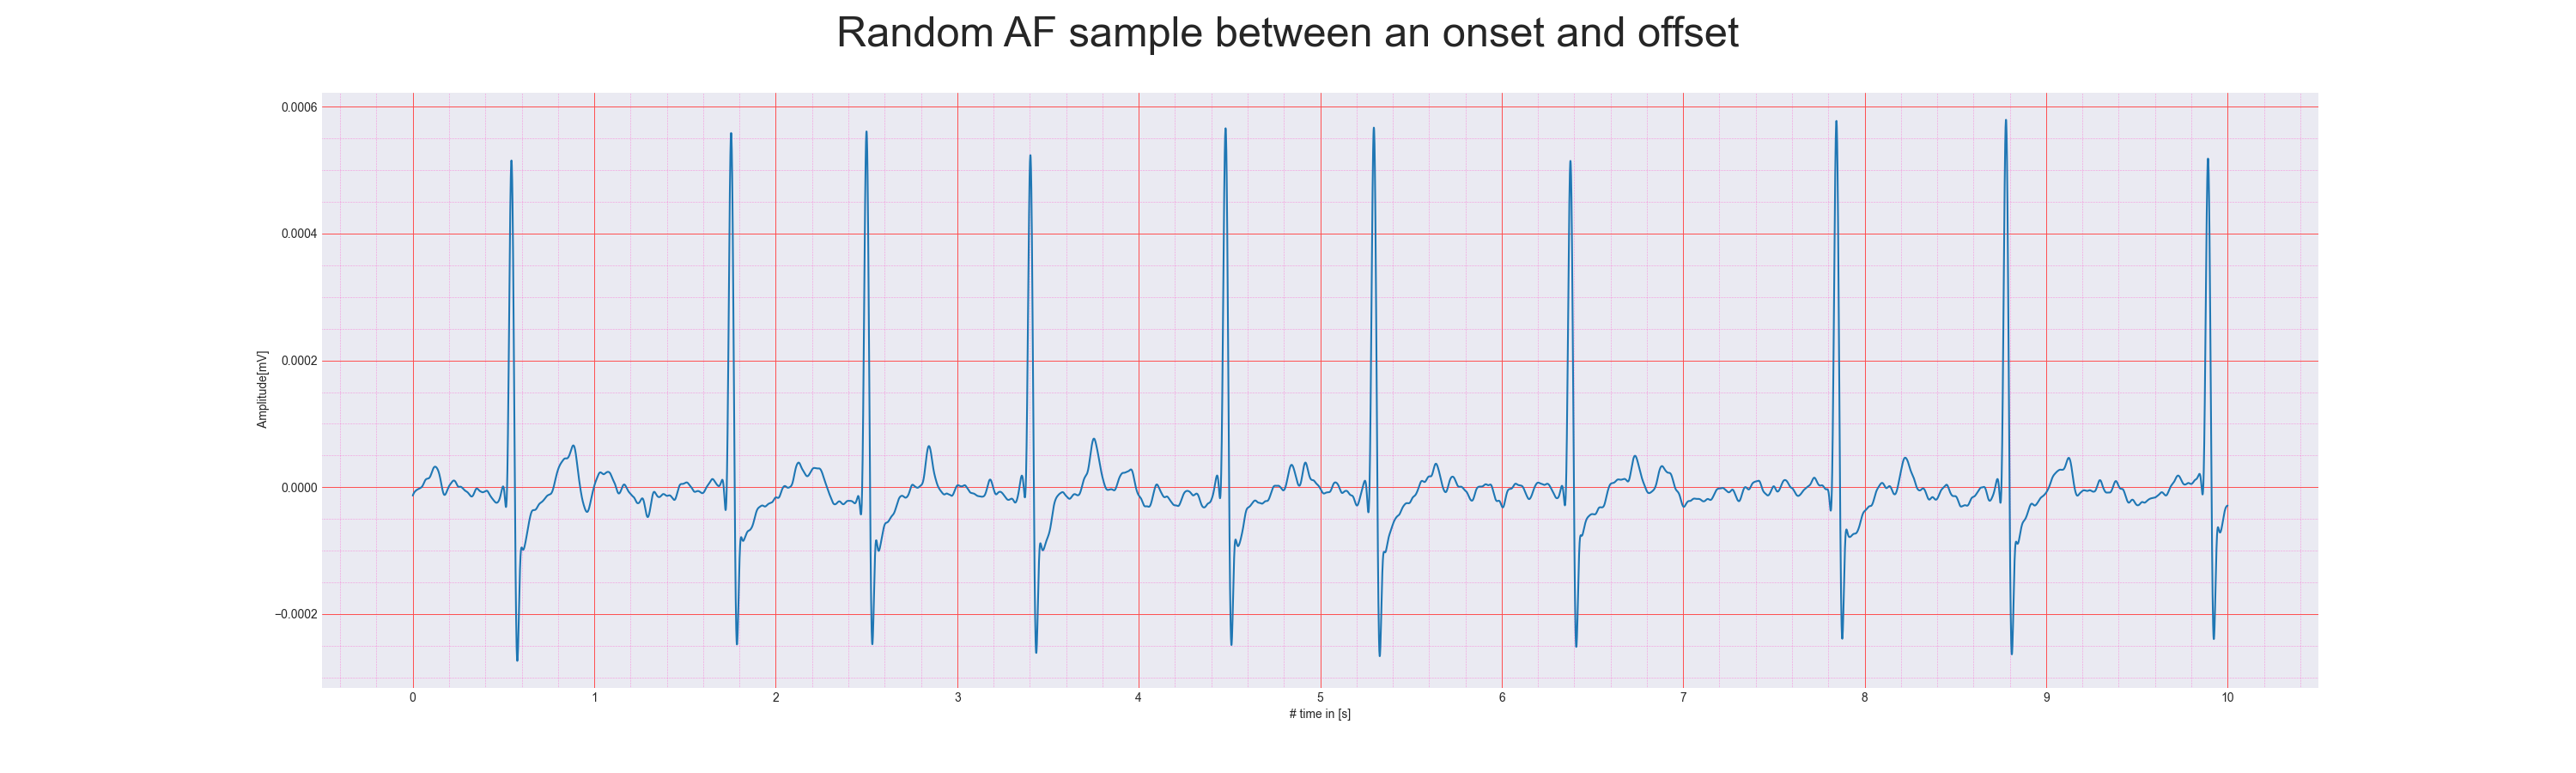 Random AF sample between an onset and offset
0.0006
0.0004
0.0002
0.0000
−0.0002
Amplitude[mV]
0 1 2 3 4 5 6 7 8 9 10
# time in [s]